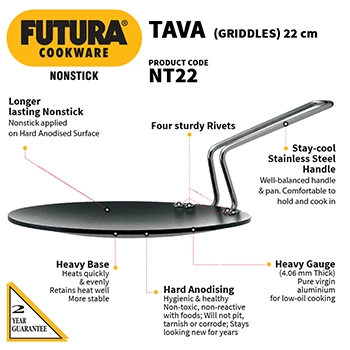 FUTURA®
COOKWARE
NONSTICK
TAVA (GRIDDLES) 22 cm
PRODUCT CODE
NT22
Longer
lasting Nonstick
Nonstick applied
on Hard Anodised Surface
Four sturdy Rivets
Stay-cool
Stainless Steel
Handle
Well-balanced handle
& pan. Comfortable to
hold and cook in
Heavy Base
Heats quickly
& evenly
Retains heat well
More stable
Hard Anodising
Hygienic & healthy
Non-toxic, non-reactive
with foods; Will not pit,
tarnish or corrode; Stays
looking new for years
Heavy Gauge
(4.06 mm Thick)
Pure virgin
aluminium
for low-oil cooking
2
YEAR
GUARANTEE